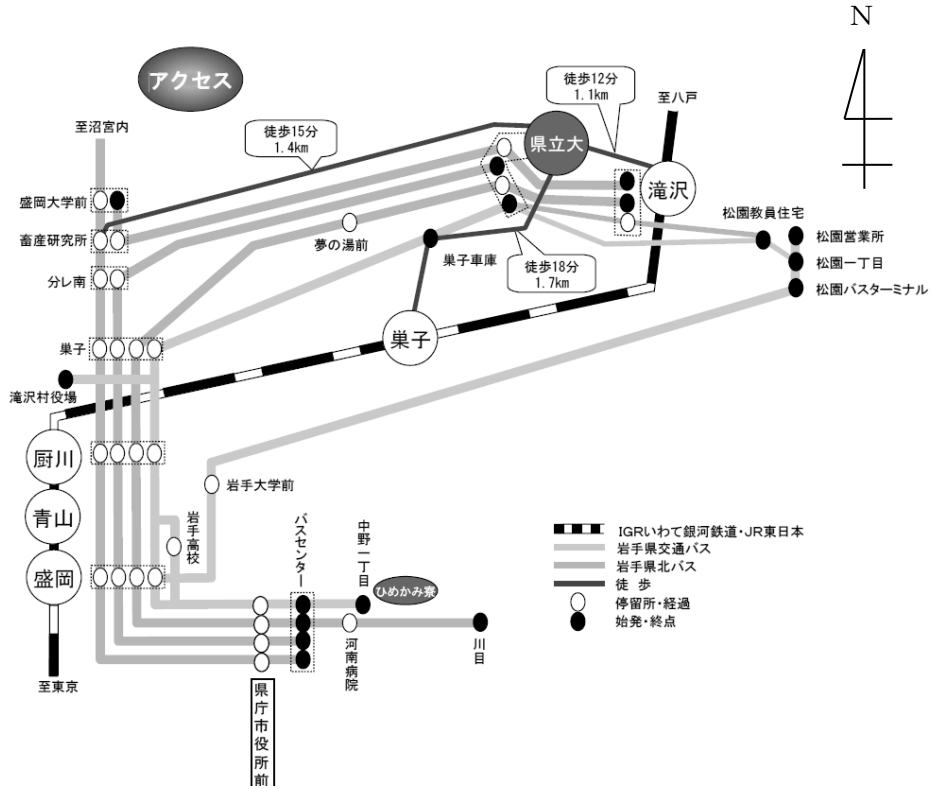 N
アクセス
徒歩12分
1.1km
至八戸
至沼宮内
徒歩15分
1.4km
県立大
滝沢
盛岡大学前
松園教員住宅
畜産研究所
夢の湯前
巣子車庫
松園営業所
松園一丁目
分レ南
徒歩18分
1.7km
松園バスターミナル
巣子
巣子
滝沢村役場
厨川
岩手大学前
青山
岩手高校
バスセンター
中野一丁目
盛岡
ひめかみ寮
IGRいわて銀河鉄道・JR東日本
岩手県交通バス
岩手県北バス
徒歩
停留所・経過
始発・終点
河南病院
川目
至東京
県庁市役所前